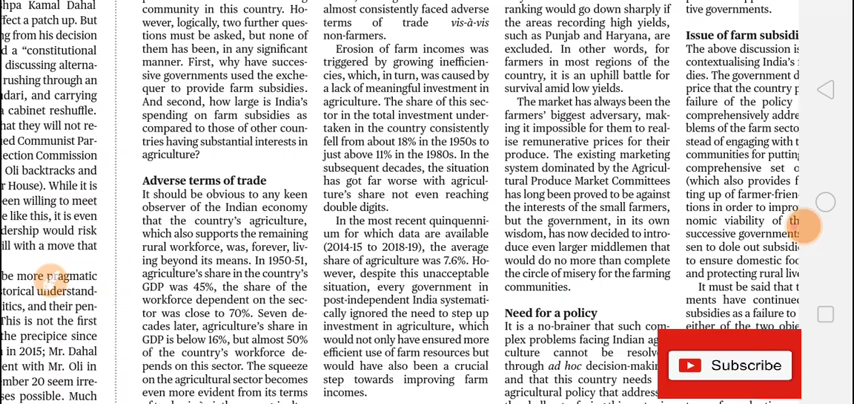 hpa Kamal Dahal
ffect a patch up. But
ng from his decision
d a “constitutional
discussing alterna-
rushing through an
dari, and carrying
a cabinet reshuffle.
hat they will not re-
ned Communist Par-
lection Commission
Oli backtracks and
r House). While it is
een willing to meet
e like this, it is even
dership would risk
ill with a move that
be more pragmatic
storical understand-
itics, and their pen-
This is not the first
the precipice since
in 2015; Mr. Dahal
ent with Mr. Oli in
ember 20 seem irre-
ses possible. Much
community in this country. Ho-
wever, logically, two further ques-
tions must be asked, but none of
them has been, in any significant
manner. First, why have succes-
sive governments used the exche-
quer to provide farm subsidies.
And second, how large is India’s
spending on farm subsidies as
compared to those of other coun-
tries having substantial interests in
agriculture?
Adverse terms of trade
It should be obvious to any keen
observer of the Indian economy
that the country’s agriculture,
which also supports the remaining
rural workforce, was, forever, liv-
ing beyond its means. In 1950-51,
agriculture’s share in the country’s
GDP was 45%, the share of the
workforce dependent on the sec-
tor was close to 70%. Seven de-
cades later, agriculture’s share in
GDP is below 16%, but almost 50%
of the country’s workforce de-
pends on this sector. The squeeze
on the agricultural sector becomes
even more evident from its terms
almost consistently faced adverse
terms of trade vis-à-vis
non-farmers.
Erosion of farm incomes was
triggered by growing inefficien-
cies, which, in turn, was caused by
a lack of meaningful investment in
agriculture. The share of this sec-
tor in the total investment under-
taken in the country consistently
fell from about 18% in the 1950s to
just above 11% in the 1980s. In the
subsequent decades, the situation
has got far worse with agricul-
ture’s share not even reaching
double digits.
In the most recent quinquenni-
um for which data are available
(2014-15 to 2018-19), the average
share of agriculture was 7.6%. Ho-
wever, despite this unacceptable
situation, every government in
post-independent India systemati-
cally ignored the need to step up
investment in agriculture, which
would not only have ensured more
efficient use of farm resources but
would have also been a crucial
step towards improving farm
incomes.
ranking would go down sharply if
the areas recording high yields,
such as Punjab and Haryana, are
excluded. In other words, for
farmers in most regions of the
country, it is an uphill battle for
survival amid low yields.
The market has always been the
farmers’ biggest adversary, mak-
ing it impossible for them to real-
ise remunerative prices for their
produce. The existing marketing
system dominated by the Agricul-
tural Produce Market Committees
has long been proved to be against
the interests of the small farmers,
but the government, in its own
wisdom, has now decided to intro-
duce even larger middlemen that
would do no more than complete
the circle of misery for the farming
communities.
Need for a policy
It is a no-brainer that such com-
plex problems facing Indian ag
culture cannot be resolv
through ad hoc decision-makin
and that this country needs
agricultural policy that address
tive governments.
Issue of farm subsidi
The above discussion is
contextualising India’s
dies. The government d
price that the country p
failure of the policy
comprehensively addre
blems of the farm secto
stead of engaging with t
communities for putting
comprehensive set o
(which also provides f
ting up of farmer-frien
tions in order to impro
nomic viability of th
successive government
sen to dole out subsidi
to ensure domestic foo
and protecting rural live
It must be said that t
ments have continued
subsidies as a failure to
either of the two obje
Subscribe